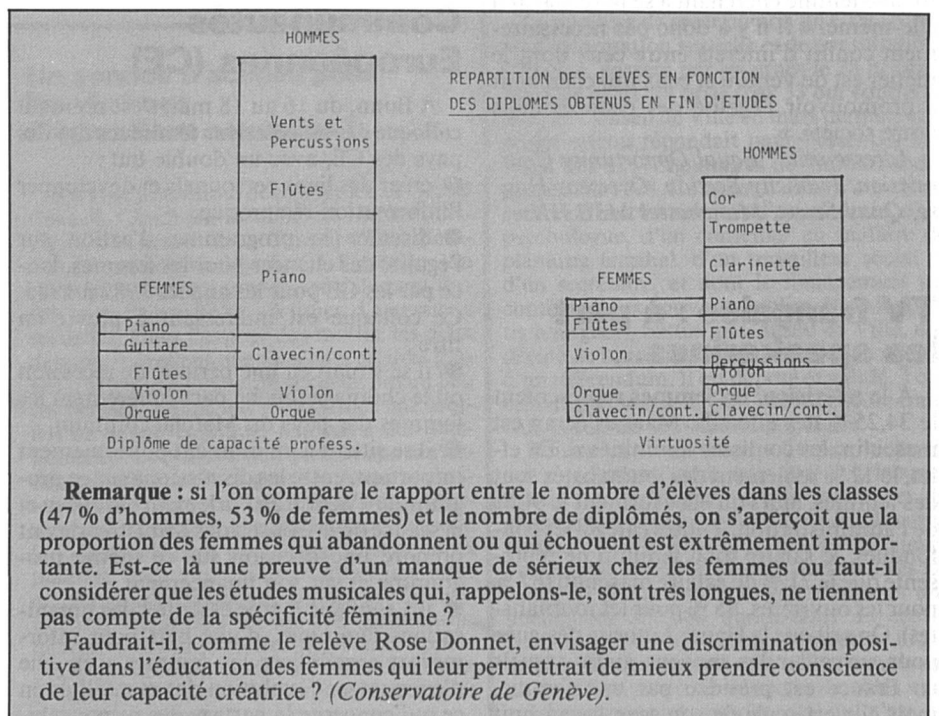 HOMMES
REPARTITION DES ELEVES EN FONCTION
DES DIPLOMES OBTENUS EN FIN D'ETUDES
Vents et
Percussions
Flûtes
Piano
Clavecin/cont.
Violon
Orgue
FEMMES
Piano
Guitare
Flûtes
Violon
Orgue
Diplôme de capacité profess.
HOMMES
Cor
Trompette
Clarinette
Piano
Flûtes
Percussions
Violon
Orgue
Clavecin/cont.
FEMMES
Piano
Flûtes
Violon
Orgue
Clavecin/cont.
Virtuosité
Remarque : si l'on compare le rapport entre le nombre d'élèves dans les classes
(47 % d'hommes, 53 % de femmes) et le nombre de diplômés, on s'aperçoit que la
proportion des femmes qui abandonnent ou qui échouent est extrêmement impor-
tante. Est-ce là une preuve d'un manque de sérieux chez les femmes ou faut-il
considérer que les études musicales qui, rappelons-le, sont très longues, ne tiennent
pas compte de la spécificité féminine ?
Faudrait-il, comme le relève Rose Donnet, envisager une discrimination posi-
tive dans l'éducation des femmes qui leur permettrait de mieux prendre conscience
de leur capacité créatrice ? (Conservatoire de Genève).